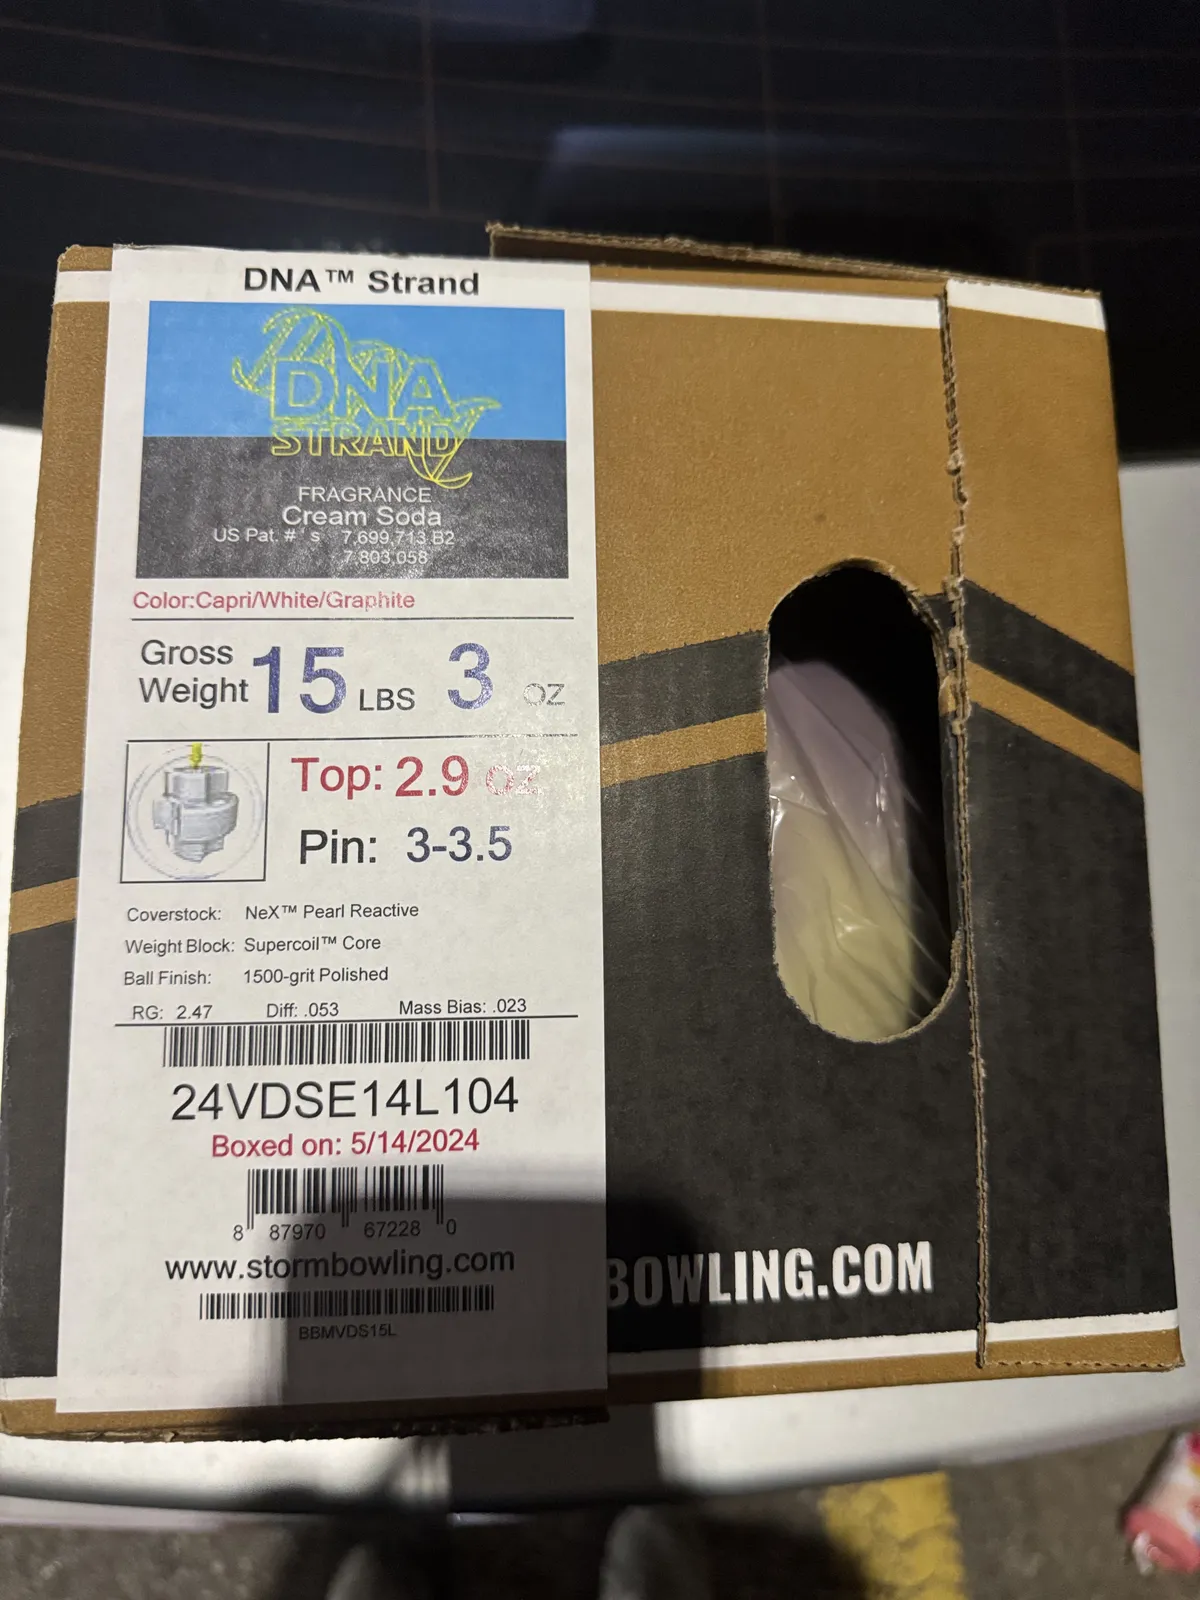 DNA™ Strand
DNA
STRAND
FRAGRANCE
Cream Soda
US Pat. #'s 7,699,713 B2
7,803,058
Color:Capri/White/Graphite
Gross
Weight 15 LBS 3 OZ
Top: 2.9 OZ
Pin: 3-3.5
Coverstock: NeX™ Pearl Reactive
Weight Block: Supercoil™ Core
Ball Finish: 1500-grit Polished
RG: 2.47 Diff: .053 Mass Bias: .023
24VDSE14L104
Boxed on: 5/14/2024
8 87970 67228 0
www.stormbowling.com
BBMVDS15L
BOWLING.COM